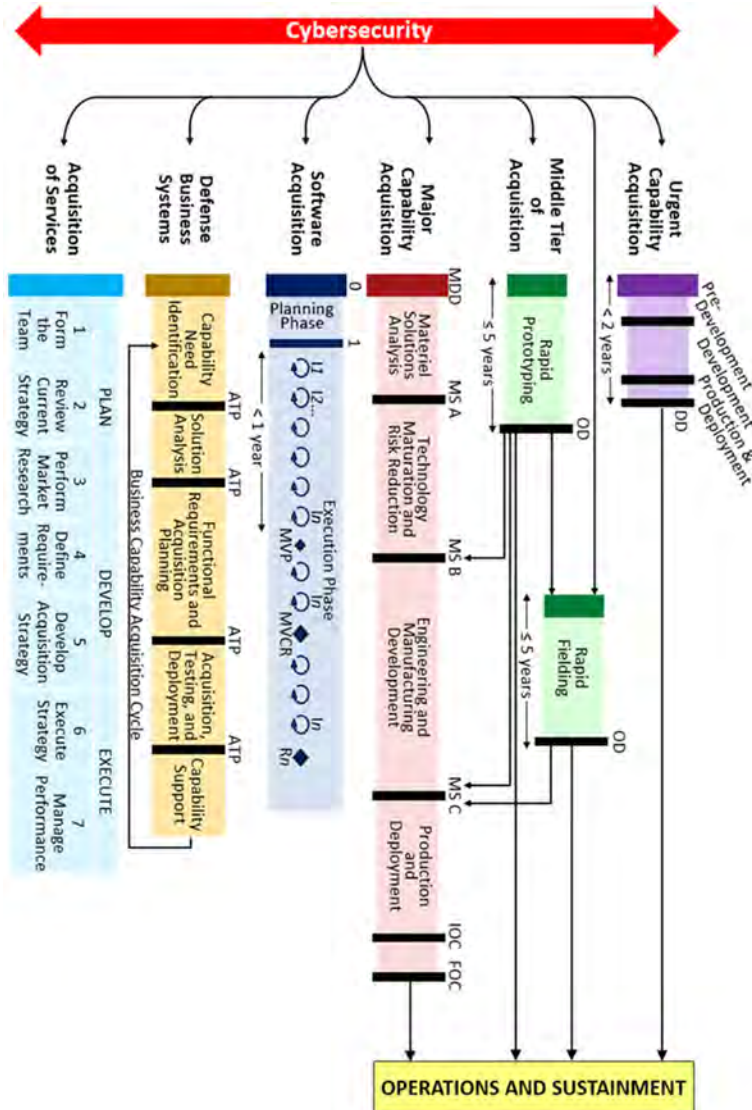 Cybersecurity
Urgent
Capability
Acquisition
Pre-
Development
Development
Production &
Deployment
DD
< 2 years
Middle Tier
of
Acquisition
Rapid
Prototyping
≤ 5 years
OD
Rapid
Fielding
≤ 5 years
OD
Major
Capability
Acquisition
MDD
Materiel
Solutions
Analysis
MS A
Technology
Maturation and
Risk Reduction
MS B
Engineering and
Manufacturing
Development
MS C
Production
and
Deployment
IOC
FOC
Software
Acquisition
0
Planning
Phase
1
Execution Phase
I1
I2...
In
MVP
In
MVCR
In
Rn
< 1 year
Defense
Business
Systems
Capability
Need
Identification
ATP
Solution
Analysis
ATP
Functional
Requirements and
Acquisition
Planning
ATP
Acquisition,
Testing, and
Deployment
ATP
Capability
Support
Business Capability Acquisition Cycle
Acquisition
of Services
PLAN
DEVELOP
EXECUTE
1
Form
the
Team
2
Review
Current
Strategy
3
Perform
Market
Research
4
Define
Require-
ments
5
Develop
Acquisition
Strategy
6
Execute
Strategy
7
Manage
Performance
OPERATIONS AND SUSTAINMENT